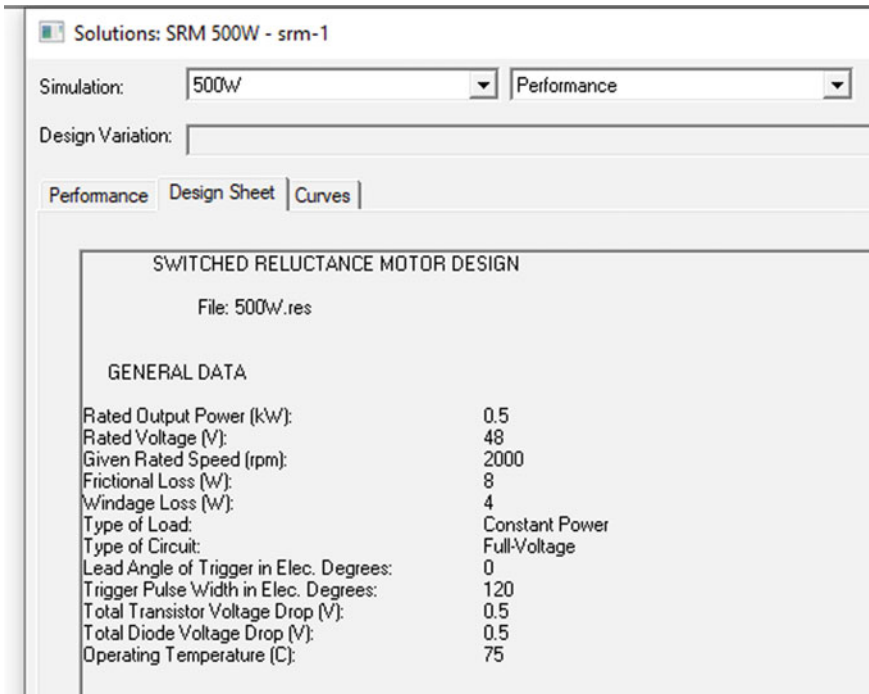 Solutions: SRM 500W - srm-1
Simulation: 500W Performance
Design Variation:
Performance Design Sheet Curves
SWITCHED RELUCTANCE MOTOR DESIGN
File: 500W.res
GENERAL DATA
Rated Output Power (kW): 0.5
Rated Voltage (V): 48
Given Rated Speed (rpm): 2000
Frictional Loss (W): 8
Windage Loss (W): 4
Type of Load: Constant Power
Type of Circuit: Full-Voltage
Lead Angle of Trigger in Elec. Degrees: 0
Trigger Pulse Width in Elec. Degrees: 120
Total Transistor Voltage Drop (V): 0.5
Total Diode Voltage Drop (V): 0.5
Operating Temperature (C): 75